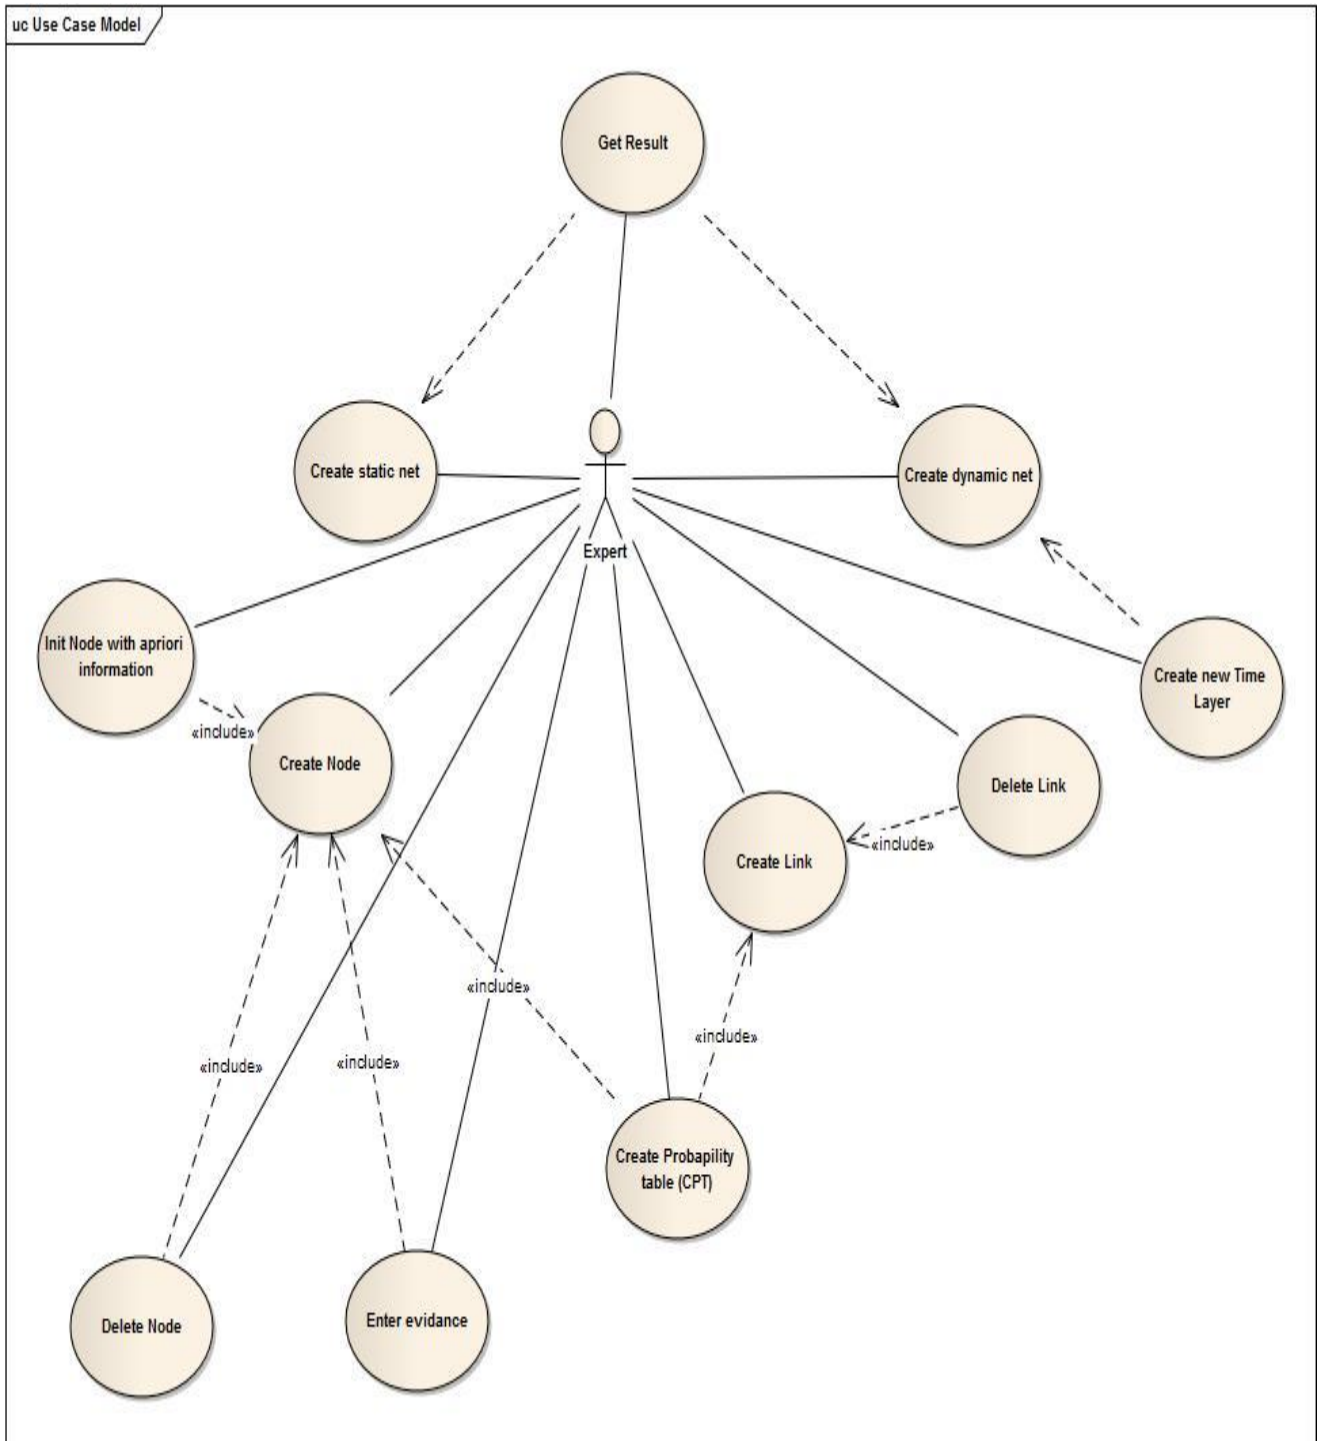 uc Use Case Model
Get Result
Create static net
Create dynamic net
Expert
Init Node with apriori
information
Create new Time
Layer
«include»
Create Node
Delete Link
«include»
Create Link
«include»
«include»
«include»
«include»
Create Probapility
table (CPT)
Delete Node
Enter evidance